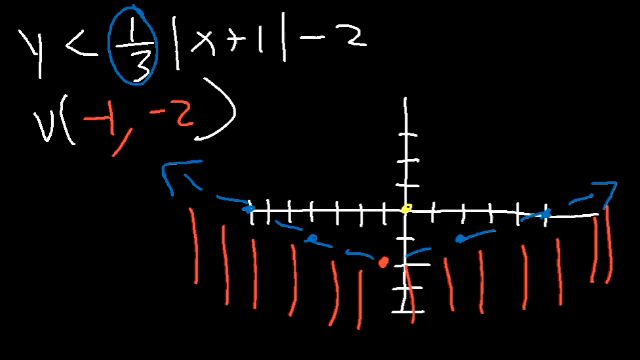 y < 1/3 |x+1| - 2
V(-1, -2)